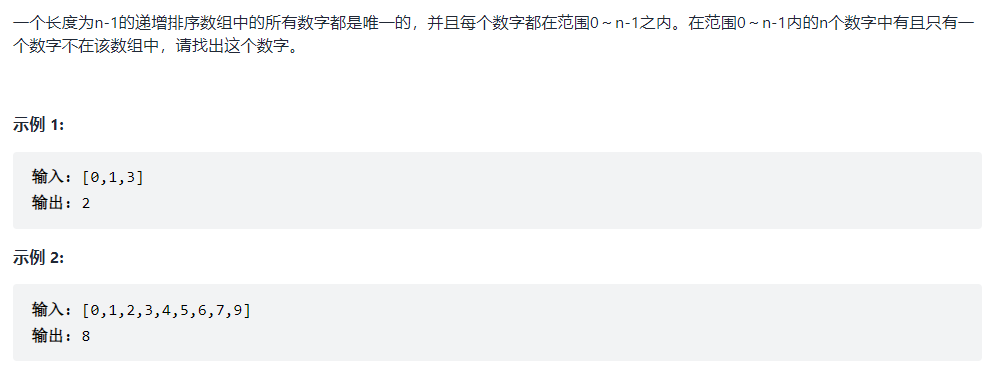 一个长度为n-1的递增排序数组中的所有数字都是唯一的，并且每个数字都在范围0～n-1之内。在范围0～n-1内的n个数字中有且只有一
个数字不在该数组中，请找出这个数字。
示例 1:
输入: [0,1,3]
输出: 2
示例 2:
输入: [0,1,2,3,4,5,6,7,9]
输出: 8